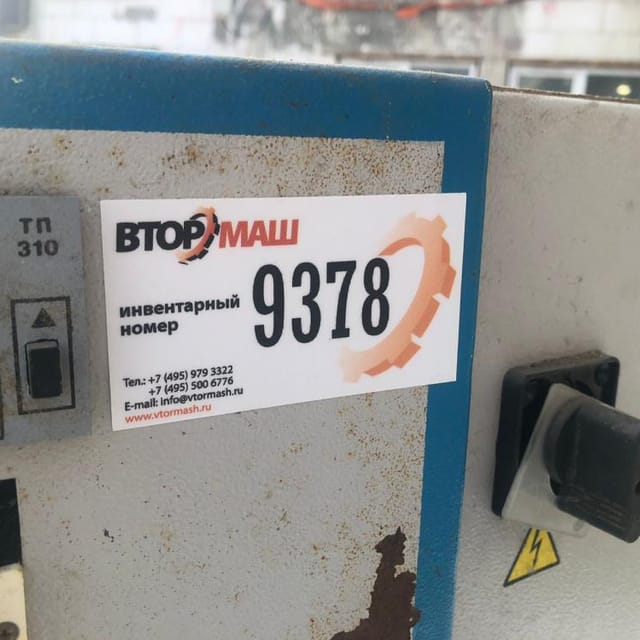 ТП
310
ВТОРМАШ
инвентарный
номер
9378
Тел.: +7 (495) 979 3322
+7 (495) 500 6776
E-mail: info@vtormash.ru
www.vtormash.ru